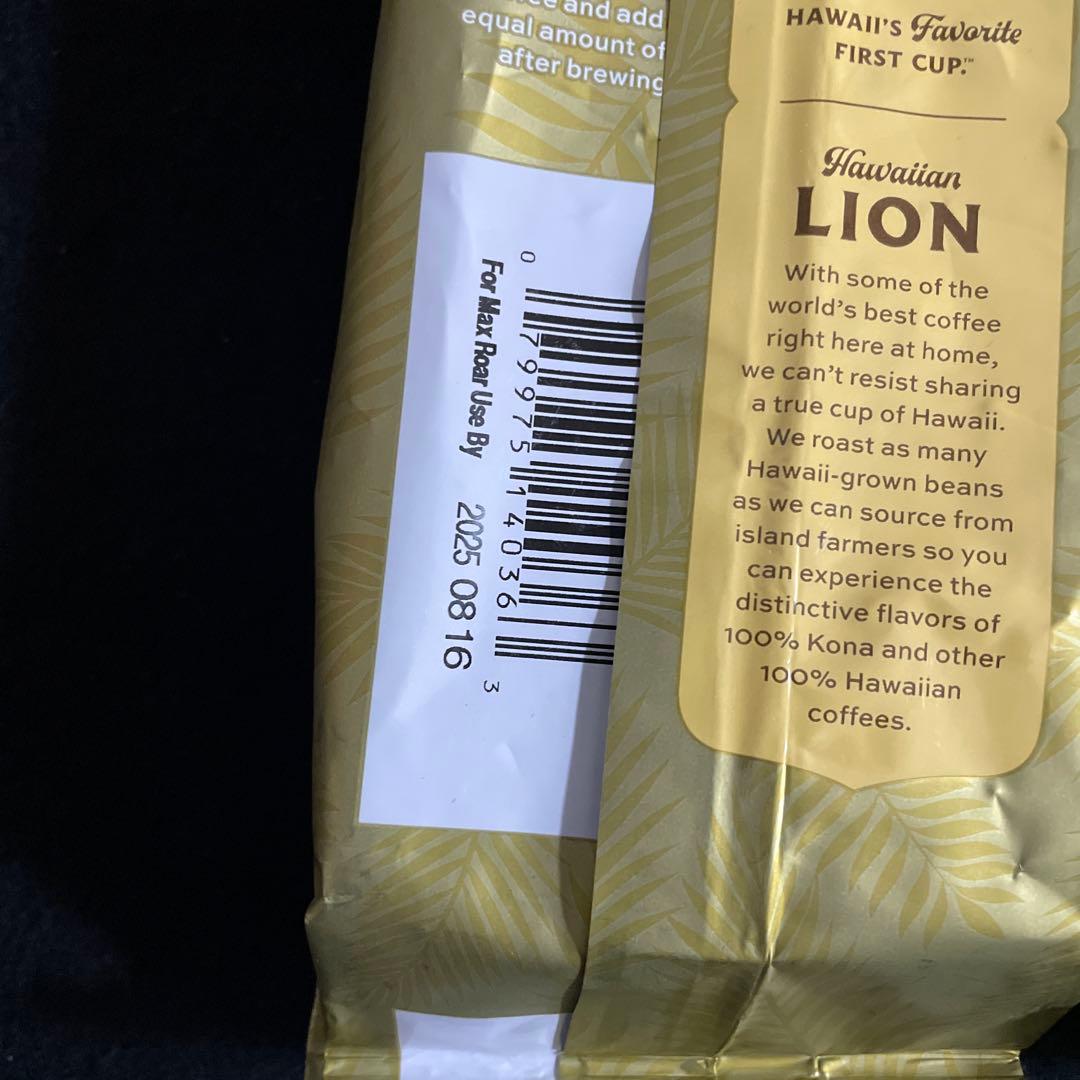 and add
equal amount of
after brewing
0 79975 14036 3
For Max Roar Use By 2025 08 16
HAWAII'S Favorite
FIRST CUP.™
Hawaiian
LION
With some of the
world's best coffee
right here at home,
we can't resist sharing
a true cup of Hawaii.
We roast as many
Hawaii-grown beans
as we can source from
island farmers so you
can experience the
distinctive flavors of
100% Kona and other
100% Hawaiian
coffees.